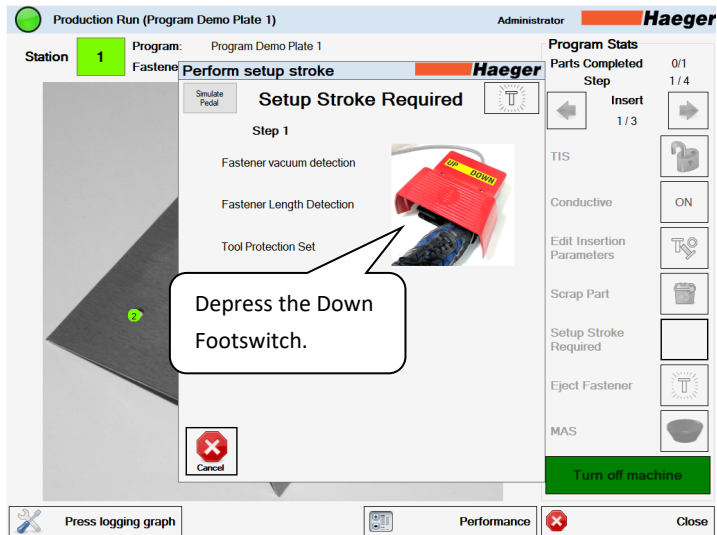 Production Run (Program Demo Plate 1)
Administrator
Haeger
Station
1
Program:
Program Demo Plate 1
Fastene
Perform setup stroke
Haeger
Simulate
Pedal
Setup Stroke Required
Step 1
Fastener vacuum detection
Fastener Length Detection
Tool Protection Set
UP DOWN
Depress the Down
Footswitch.
2
Cancel
Program Stats
Parts Completed 0/1
Step 1 / 4
Insert
1 / 3
TIS
Conductive
ON
Edit Insertion
Parameters
Scrap Part
Setup Stroke
Required
Eject Fastener
MAS
Turn off machine
Press logging graph
Performance
Close